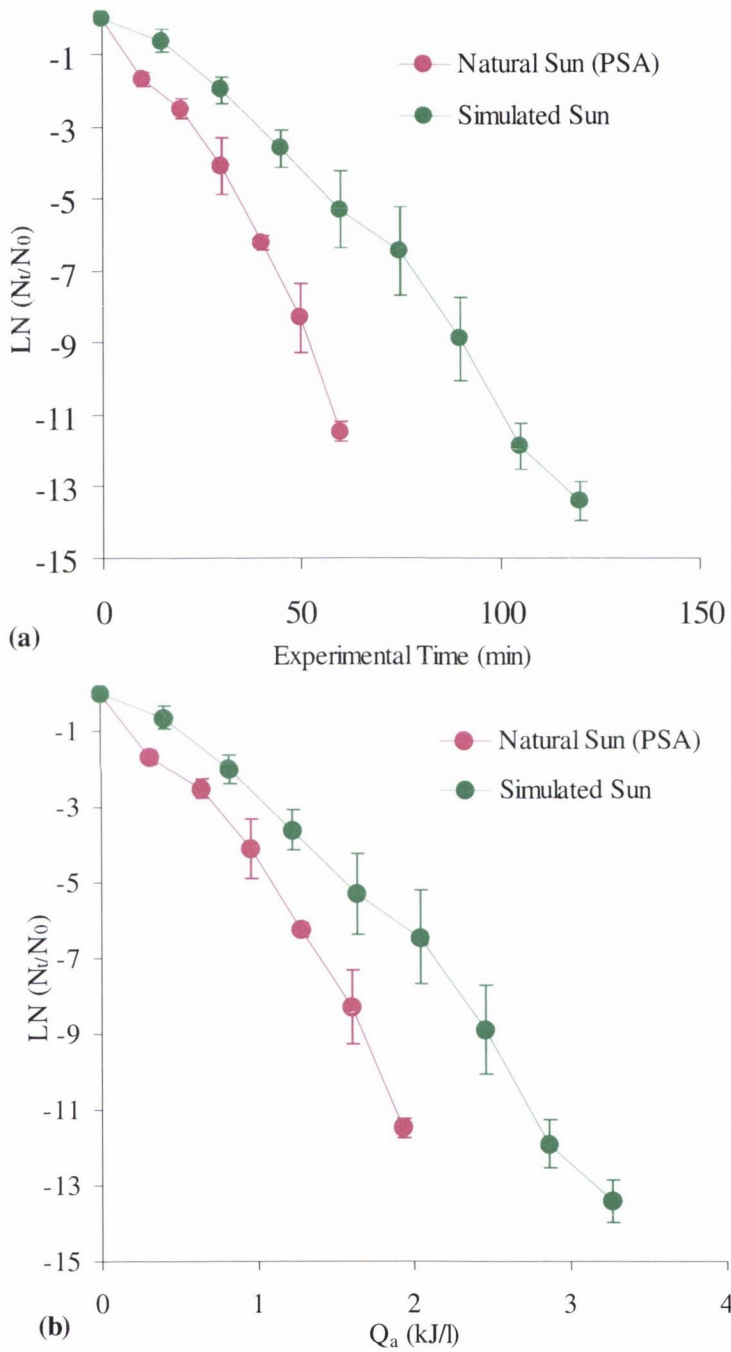 -1
-3
-5
-7
-9
-11
-13
-15
LN (Nt/N0)
Natural Sun (PSA)
Simulated Sun
0 50 100 150
(a)
Experimental Time (min)
-1
-3
-5
-7
-9
-11
-13
-15
LN (Nt/N0)
Natural Sun (PSA)
Simulated Sun
0 1 2 3 4
(b)
Qa (kJ/l)